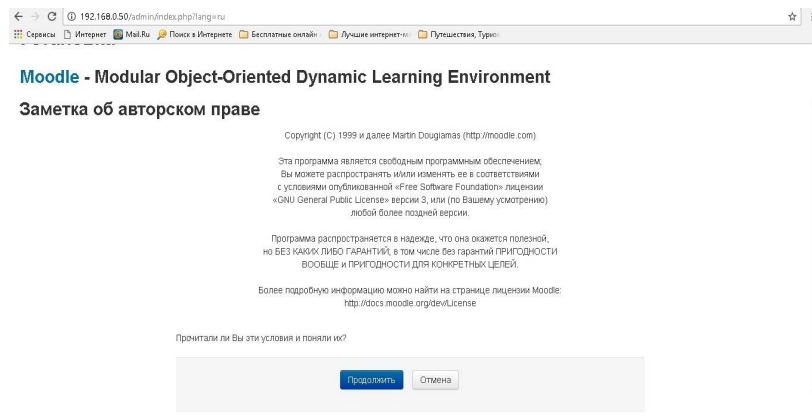 192.168.0.50/admin/index.php?lang=ru
Сервисы Интернет Mail.Ru Поиск в Интернете Бесплатные онлайн Лучшие интернет-м Путешествия, Туризм
Moodle - Modular Object-Oriented Dynamic Learning Environment
Заметка об авторском праве
Copyright (C) 1999 и далее Martin Dougiamas (http://moodle.com)
Эта программа является свободным программным обеспечением;
Вы можете распространять и/или изменять ее в соответствиями
с условиями опубликованной «Free Software Foundation» лицензии
«GNU General Public License» версии 3, или (по Вашему усмотрению)
любой более поздней версии.
Программа распространяется в надежде, что она окажется полезной,
но БЕЗ КАКИХ ЛИБО ГАРАНТИЙ; в том числе без гарантий ПРИГОДНОСТИ
ВООБЩЕ и ПРИГОДНОСТИ ДЛЯ КОНКРЕТНЫХ ЦЕЛЕЙ.
Более подробную информацию можно найти на странице лицензии Moodle:
http://docs.moodle.org/dev/License
Прочитали ли Вы эти условия и поняли их?
Продолжить Отмена